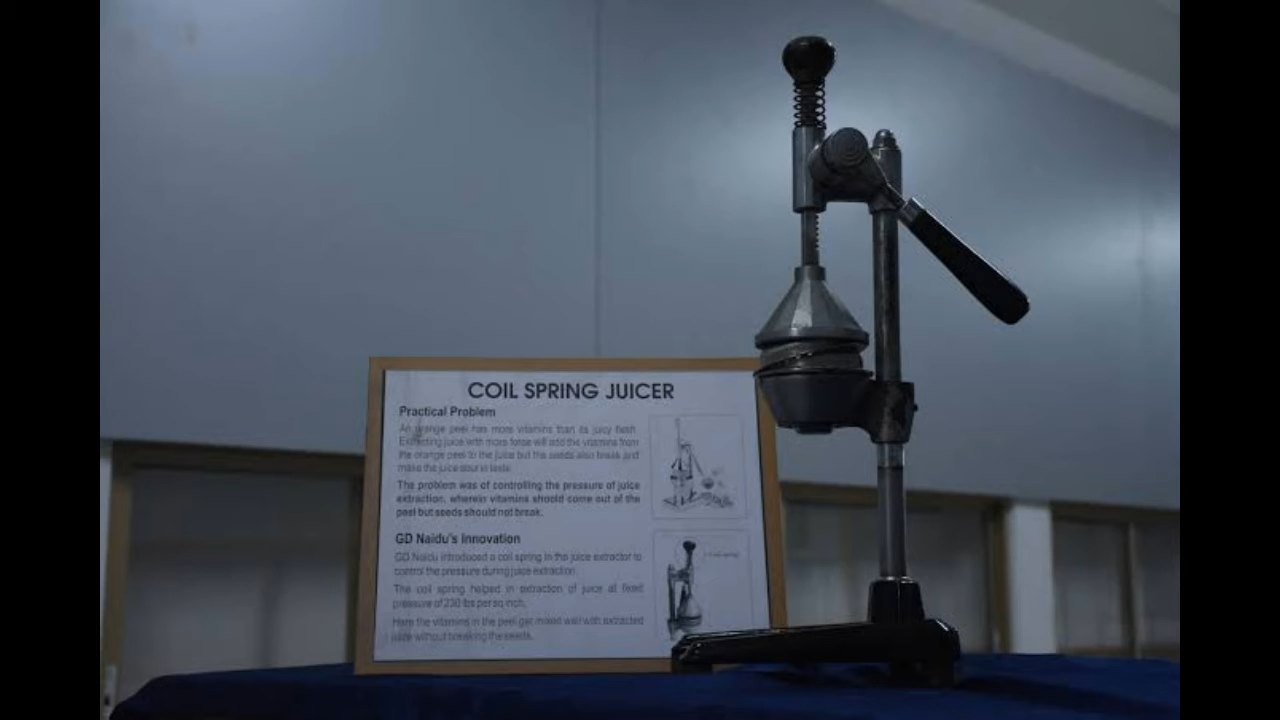 COIL SPRING JUICER
Practical Problem
An orange peel has more vitamins than its juicy flesh.
Extracting juice with more force will add the vitamins from
the orange peel to the juice but the seeds also break and
make the juice sour in taste.
The problem was of controlling the pressure of juice
extraction, wherein vitamins should come out of the
peel but seeds should not break.
GD Naidu's Innovation
GD Naidu introduced a coil spring in the juice extractor to
control the pressure during juice extraction.
The coil spring helped in extraction of juice at fixed
pressure of 230 lbs per sq inch.
Here the vitamins in the peel get mixed well with extracted
juice without breaking the seeds.